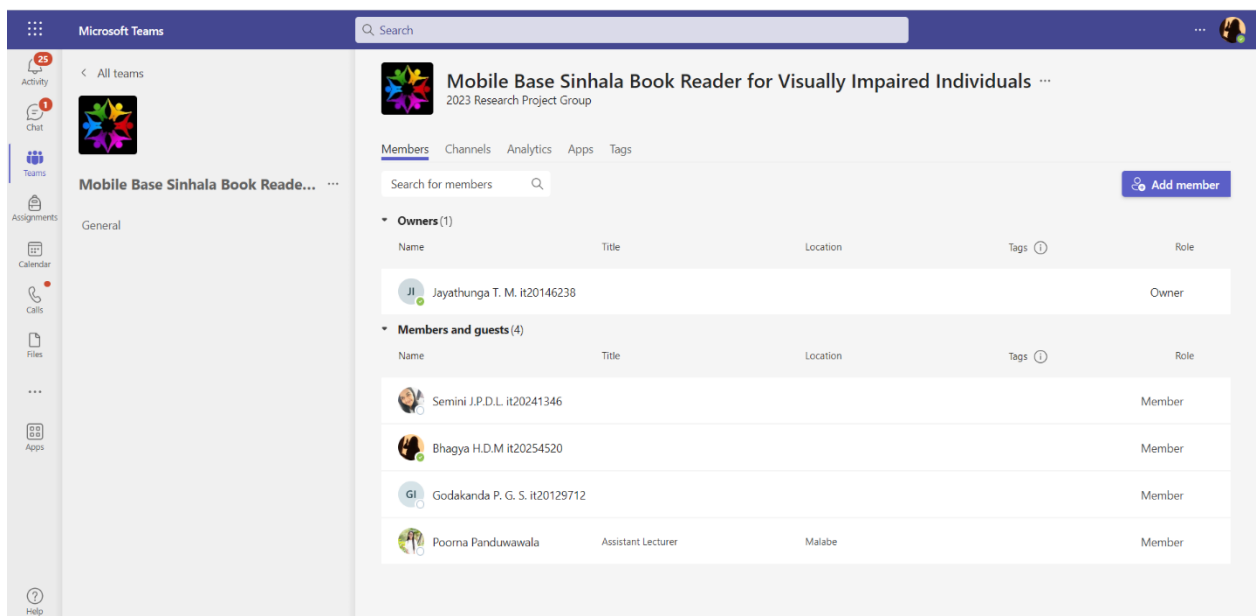 Microsoft Teams
Search
25
Activity
1
Chat
Teams
Assignments
Calendar
Calls
Files
Apps
Help
All teams
Mobile Base Sinhala Book Reade...
General
Mobile Base Sinhala Book Reader for Visually Impaired Individuals
2023 Research Project Group
Members Channels Analytics Apps Tags
Search for members
Add member
Owners (1)
Name Title Location Tags Role
JI Jayathunga T. M. it20146238 Owner
Members and guests (4)
Name Title Location Tags Role
Semini J.P.D.L. it20241346 Member
Bhagya H.D.M it20254520 Member
GI Godakanda P. G. S. it20129712 Member
Poorna Panduwawala Assistant Lecturer Malabe Member